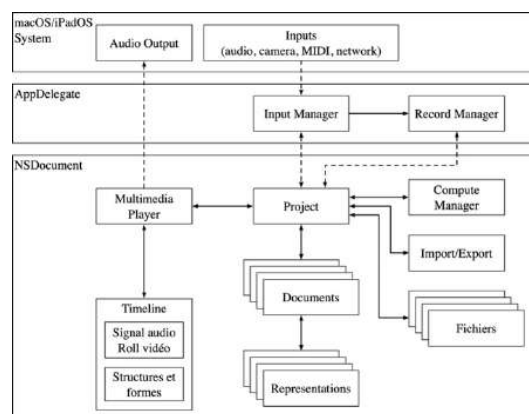 macOS/iPadOS
System
Audio Output
Inputs
(audio, camera, MIDI, network)
AppDelegate
Input Manager
Record Manager
NSDocument
Multimedia
Player
Project
Compute
Manager
Import/Export
Documents
Fichiers
Timeline
Signal audio
Roll vidéo
Structures et
formes
Representations